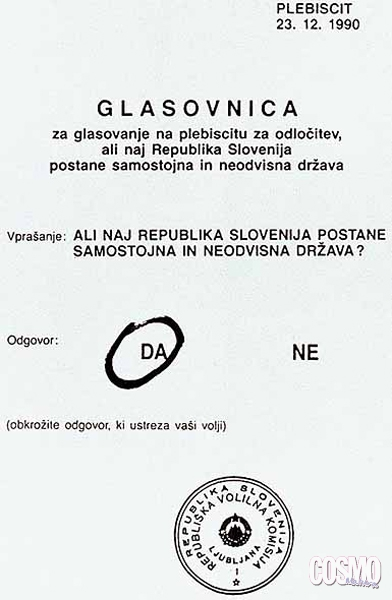 PLEBISCIT
23. 12. 1990
GLASOVNICA
za glasovanje na plebiscitu za odločitev,
ali naj Republika Slovenija
postane samostojna in neodvisna država
Vprašanje: ALI NAJ REPUBLIKA SLOVENIJA POSTANE
SAMOSTOJNA IN NEODVISNA DRŽAVA?
Odgovor: DA NE
(obkrožite odgovor, ki ustreza vaši volji)
REPUBLIKA SLOVENIJA
REPUBLIŠKA VOLILNA KOMISIJA
LJUBLJANA
1
COSMO